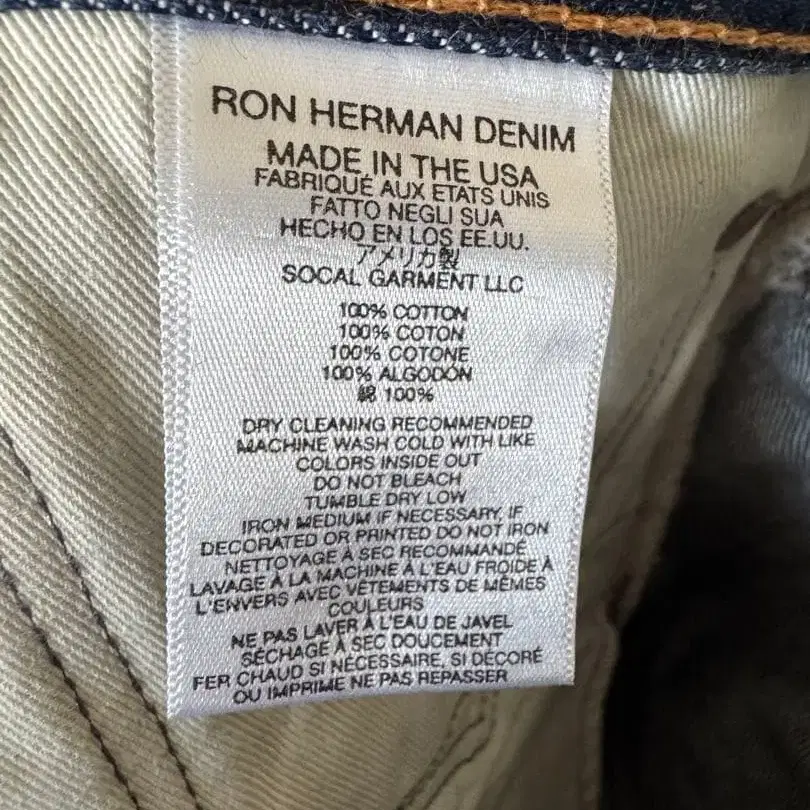 RON HERMAN DENIM
MADE IN THE USA
FABRIQUÉ AUX ETATS UNIS
FATTO NEGLI SUA
HECHO EN LOS EE.UU.
アメリカ製
SOCAL GARMENT LLC
100% COTTON
100% COTON
100% COTONE
100% ALGODÓN
綿 100%
DRY CLEANING RECOMMENDED
MACHINE WASH COLD WITH LIKE
COLORS INSIDE OUT
DO NOT BLEACH
TUMBLE DRY LOW
IRON MEDIUM IF NECESSARY, IF
DECORATED OR PRINTED DO NOT IRON
NETTOYAGE À SEC RECOMMANDÉ
LAVAGE À LA MACHINE À L'EAU FROIDE À
L'ENVERS AVEC VÊTEMENTS DE MÊMES
COULEURS
NE PAS LAVER À L'EAU DE JAVEL
SÉCHAGE À SEC DOUCEMENT
FER CHAUD SI NÉCESSAIRE, SI DÉCORÉ
OU IMPRIME NE PAS REPASSER